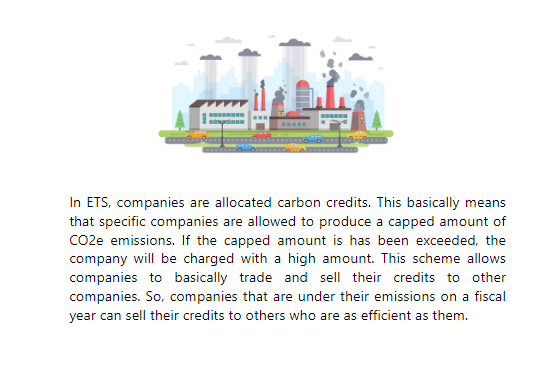 In ETS, companies are allocated carbon credits. This basically means
that specific companies are allowed to produce a capped amount of
CO2e emissions. If the capped amount is has been exceeded, the
company will be charged with a high amount. This scheme allows
companies to basically trade and sell their credits to other
companies. So, companies that are under their emissions on a fiscal
year can sell their credits to others who are as efficient as them.